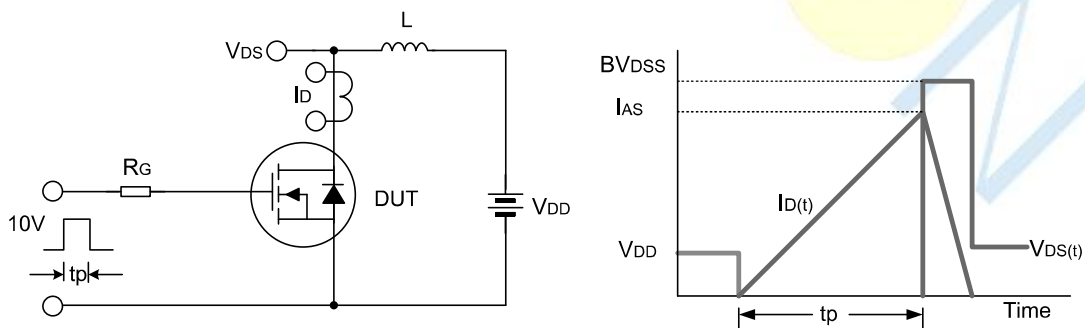 VDS
L
ID
RG
10V
tp
DUT
VDD
BVDSS
IAS
ID(t)
VDD
VDS(t)
tp
Time